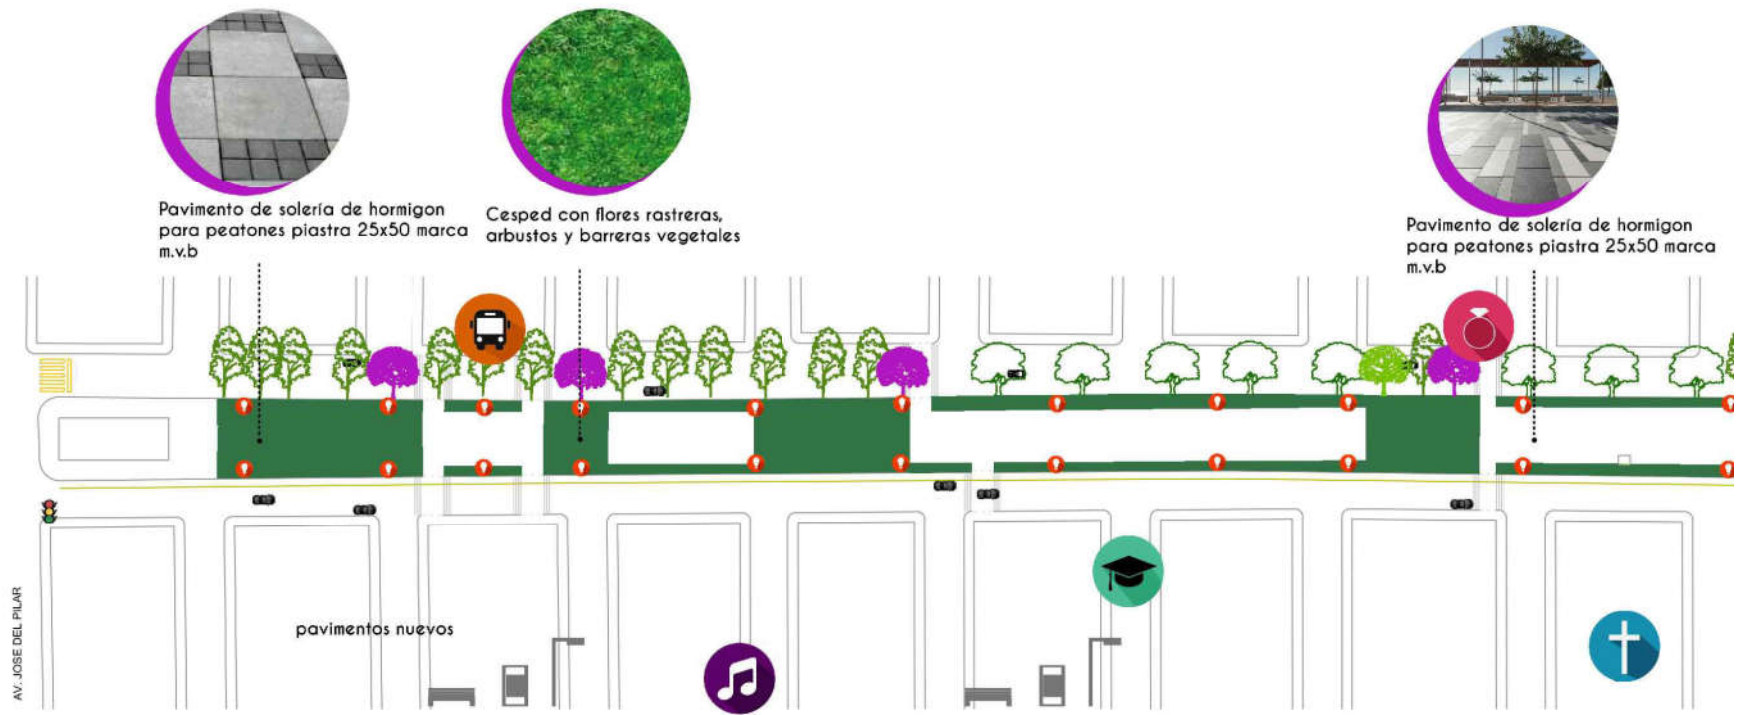 Pavimento de solería de hormigon
para peatones piastra 25x50 marca
m.v.b
Cesped con flores rastreras,
arbustos y barreras vegetales
Pavimento de solería de hormigon
para peatones piastra 25x50 marca
m.v.b
pavimentos nuevos
AV. JOSE DEL PILAR